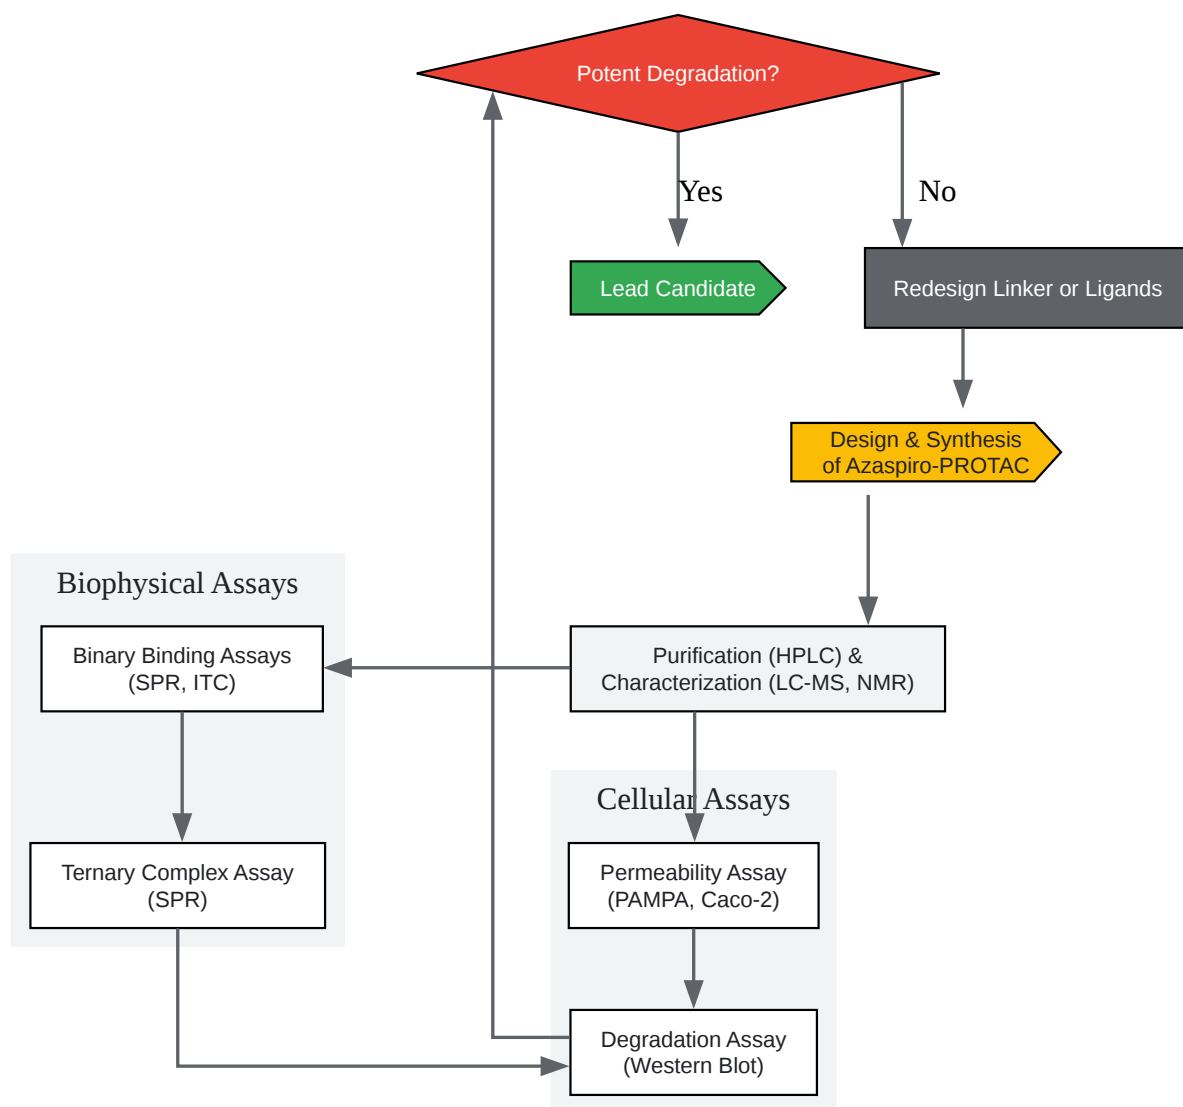 Potent Degradation?
Yes
No
Lead Candidate
Redesign Linker or Ligands
Design & Synthesis
of Azaspiro-PROTAC
Biophysical Assays
Binary Binding Assays
(SPR, ITC)
Purification (HPLC) &
Characterization (LC-MS, NMR)
Cellular Assays
Ternary Complex Assay
(SPR)
Permeability Assay
(PAMPA, Caco-2)
Degradation Assay
(Western Blot)